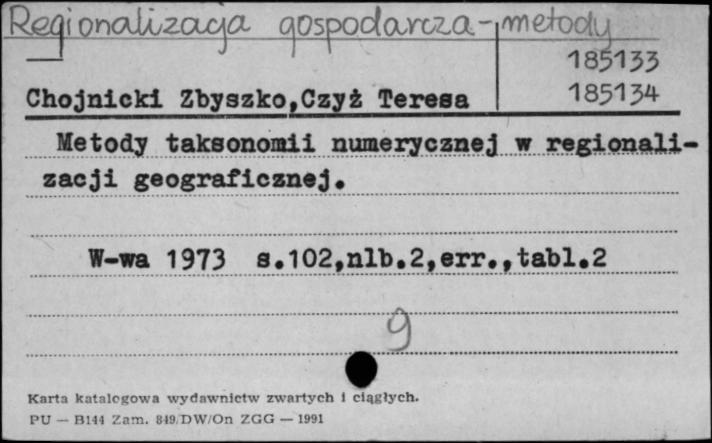 Regionalizacja gospodarcza - metody
185133
Chojnicki Zbyszko,Czyż Teresa 185134
Metody taksonomii numerycznej w regionali-
zacji geograficznej.
W-wa 1973 s.102,nlb.2,err.,tabl.2
9
Karta katalogowa wydawnictw zwartych i ciągłych.
PU — B144 Zam. 849/DW/On ZGG — 1991